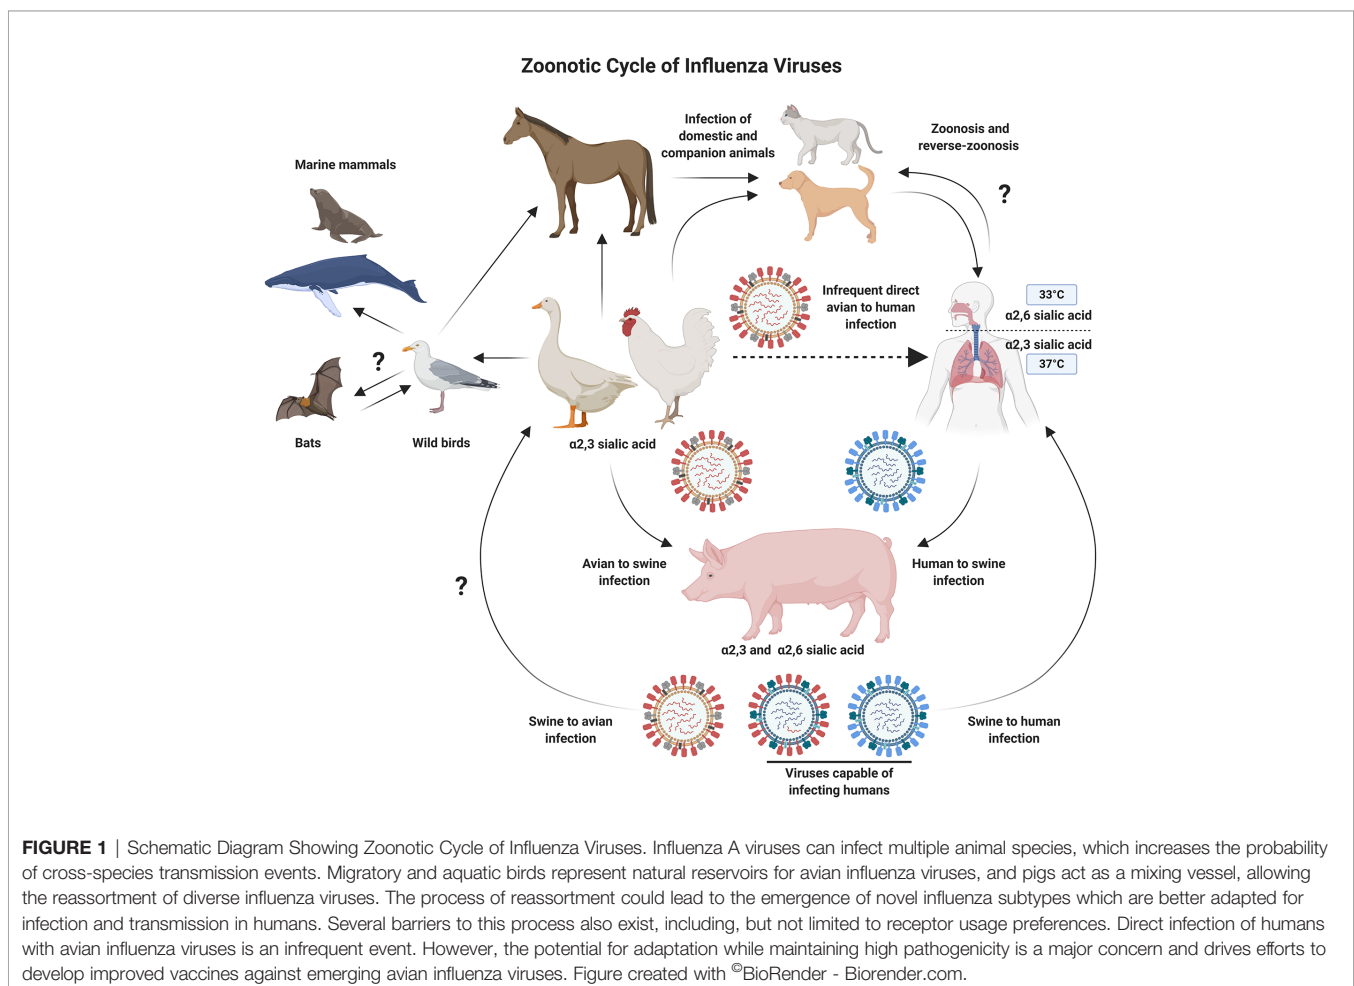 Zoonotic Cycle of Influenza Viruses
Infection of
domestic and
companion animals
Zoonosis and
reverse-zoonosis
?
Marine mammals
Infrequent direct
avian to human
infection
33°C
α2,6 sialic acid
α2,3 sialic acid
37°C
?
Bats
Wild birds
α2,3 sialic acid
Avian to swine
infection
Human to swine
infection
?
α2,3 and α2,6 sialic acid
Swine to avian
infection
Swine to human
infection
Viruses capable of
infecting humans
FIGURE 1 | Schematic Diagram Showing Zoonotic Cycle of Influenza Viruses. Influenza A viruses can infect multiple animal species, which increases the probability
of cross-species transmission events. Migratory and aquatic birds represent natural reservoirs for avian influenza viruses, and pigs act as a mixing vessel, allowing
the reassortment of diverse influenza viruses. The process of reassortment could lead to the emergence of novel influenza subtypes which are better adapted for
infection and transmission in humans. Several barriers to this process also exist, including, but not limited to receptor usage preferences. Direct infection of humans
with avian influenza viruses is an infrequent event. However, the potential for adaptation while maintaining high pathogenicity is a major concern and drives efforts to
develop improved vaccines against emerging avian influenza viruses. Figure created with ©BioRender - Biorender.com.